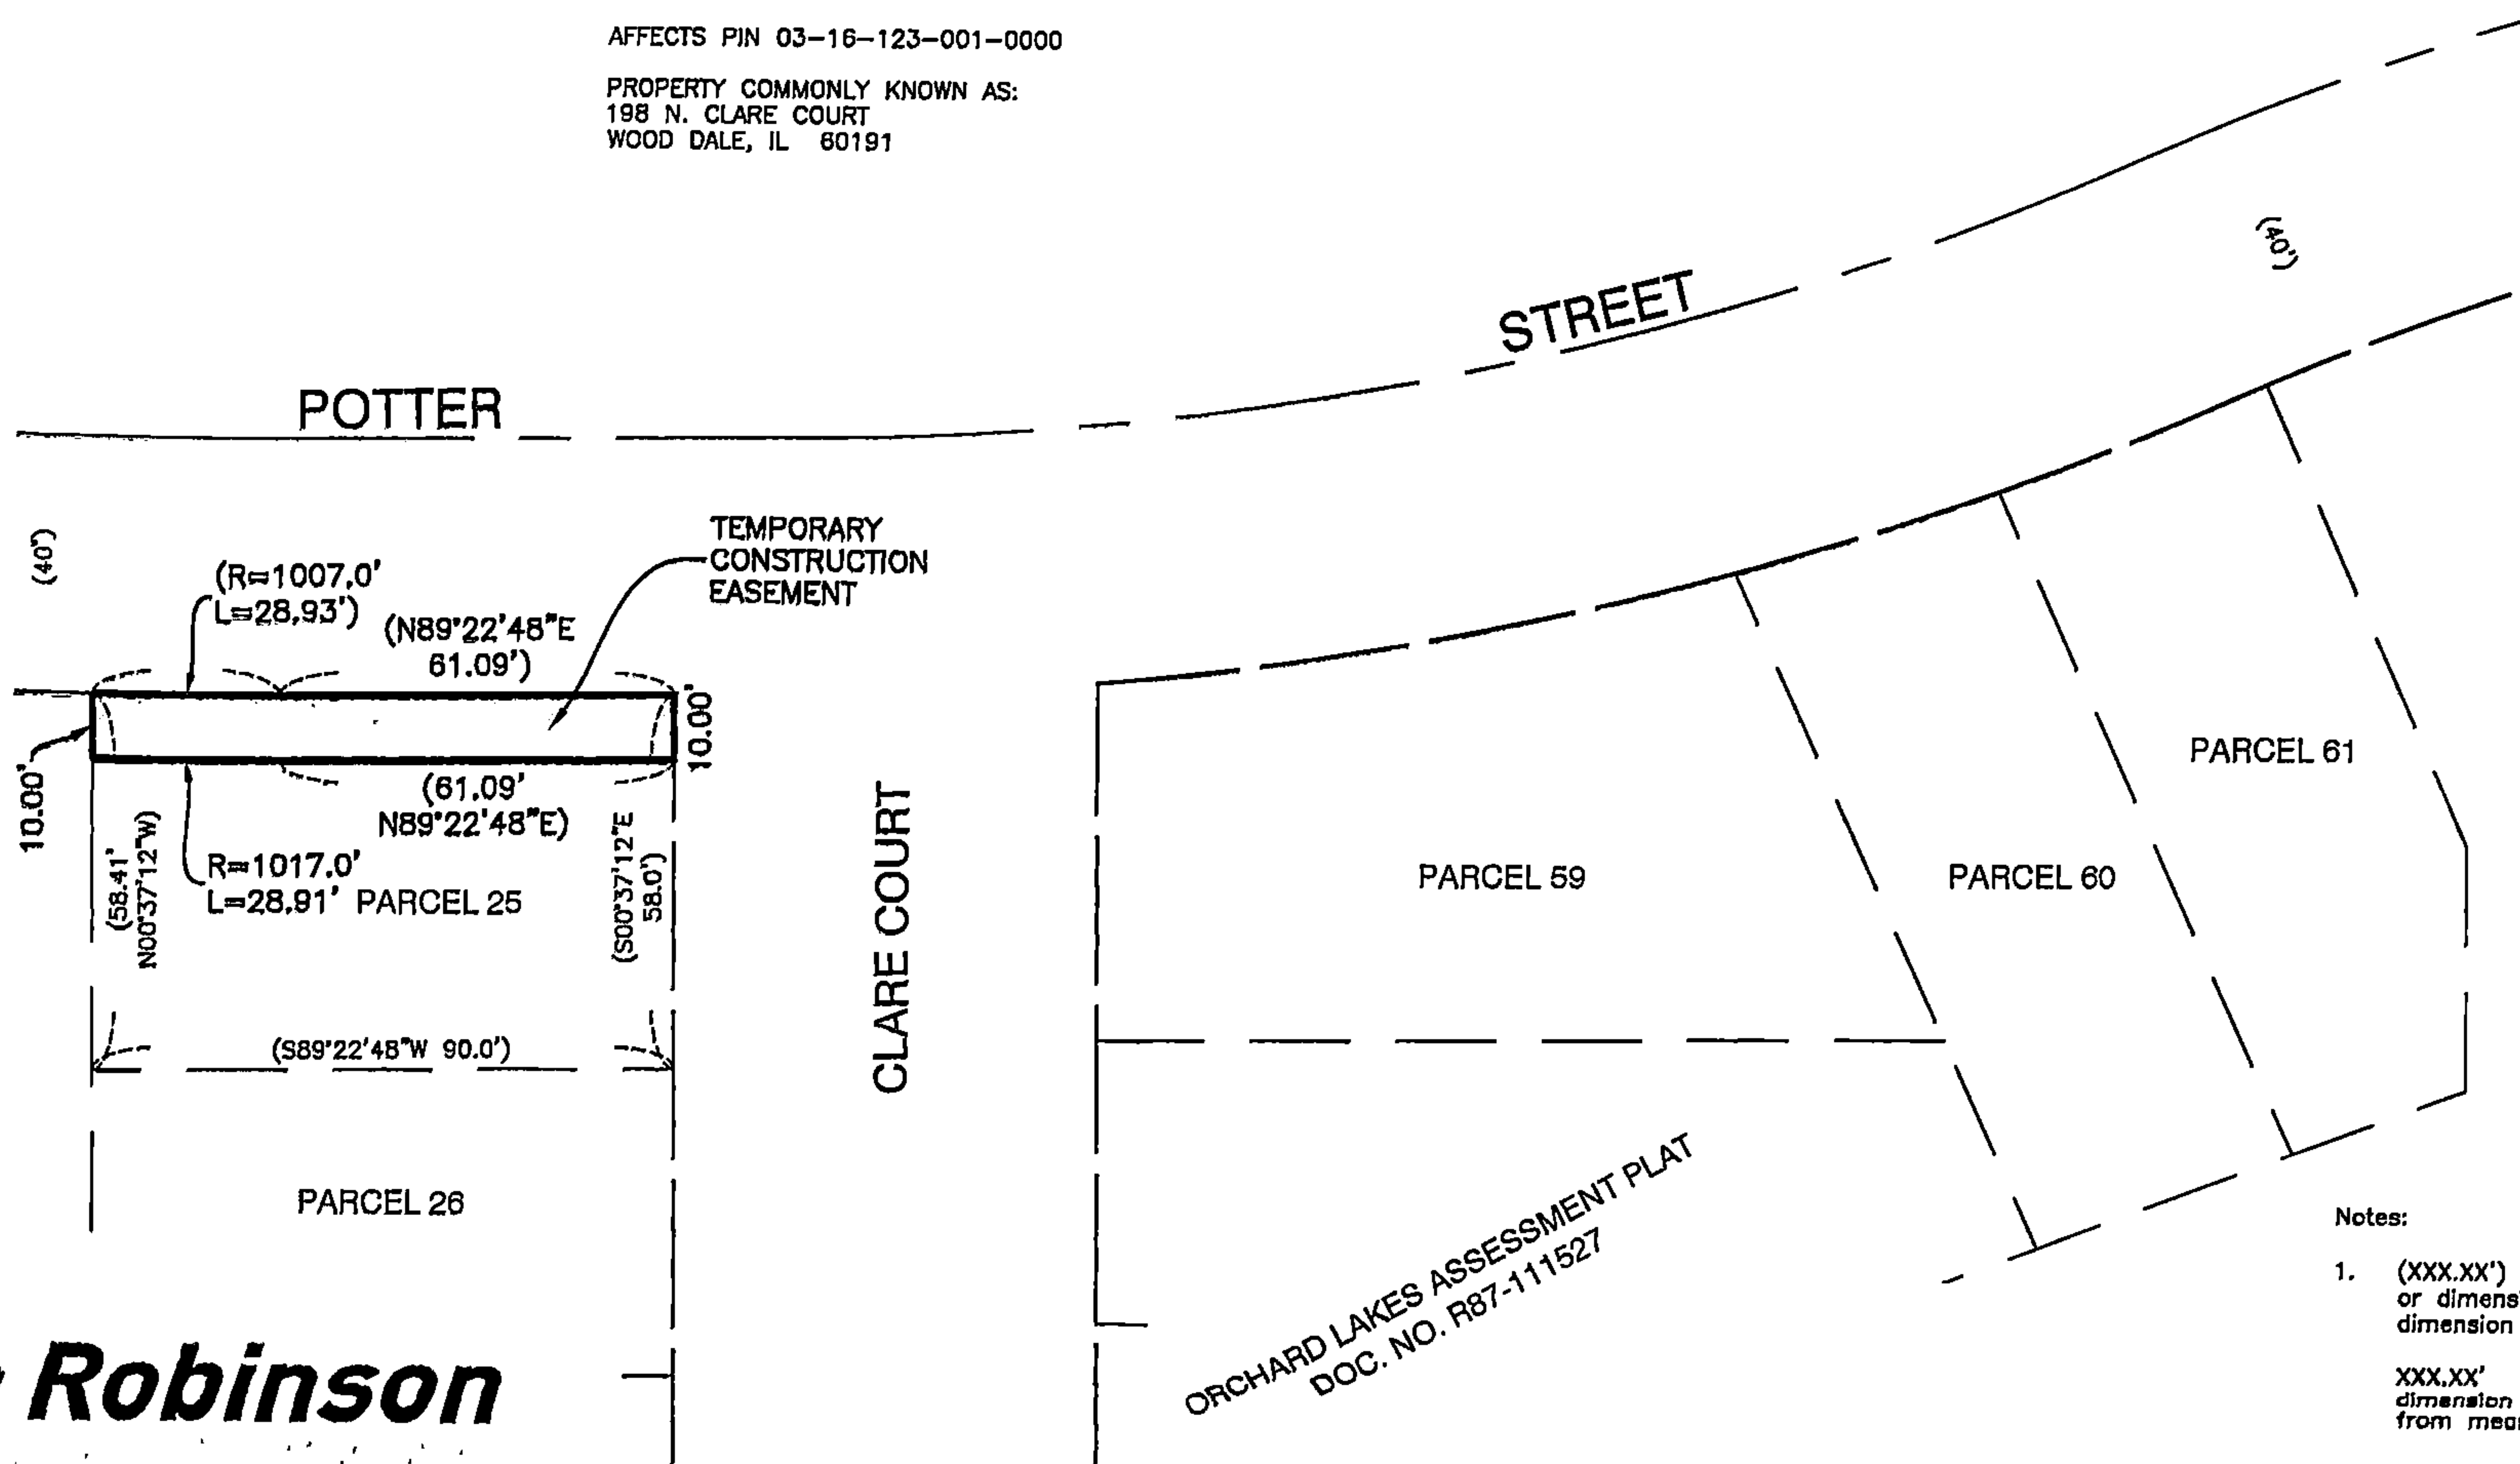 AFFECTS PIN 03-16-123-001-0000
PROPERTY COMMONLY KNOWN AS:
198 N. CLARE COURT
WOOD DALE, IL 60191
(40')
STREET
POTTER
(40')
TEMPORARY
CONSTRUCTION
EASEMENT
(R=1007.0'
L=28.93')
(N89°22'48"E
61.09')
10.00'
10.00'
(61.09'
N89°22'48"E)
R=1017.0'
L=28.91'
PARCEL 25
(58.41'
N00°37'12"W)
(S00°37'12"E
58.0')
(S89°22'48"W 90.0')
PARCEL 26
CLARE COURT
PARCEL 59
PARCEL 60
PARCEL 61
ORCHARD LAKES ASSESSMENT PLAT
DOC. NO. R87-111527
Robinson
Notes:
1. (XXX.XX')
or dimens
dimension
XXX.XX'
dimension
from mea